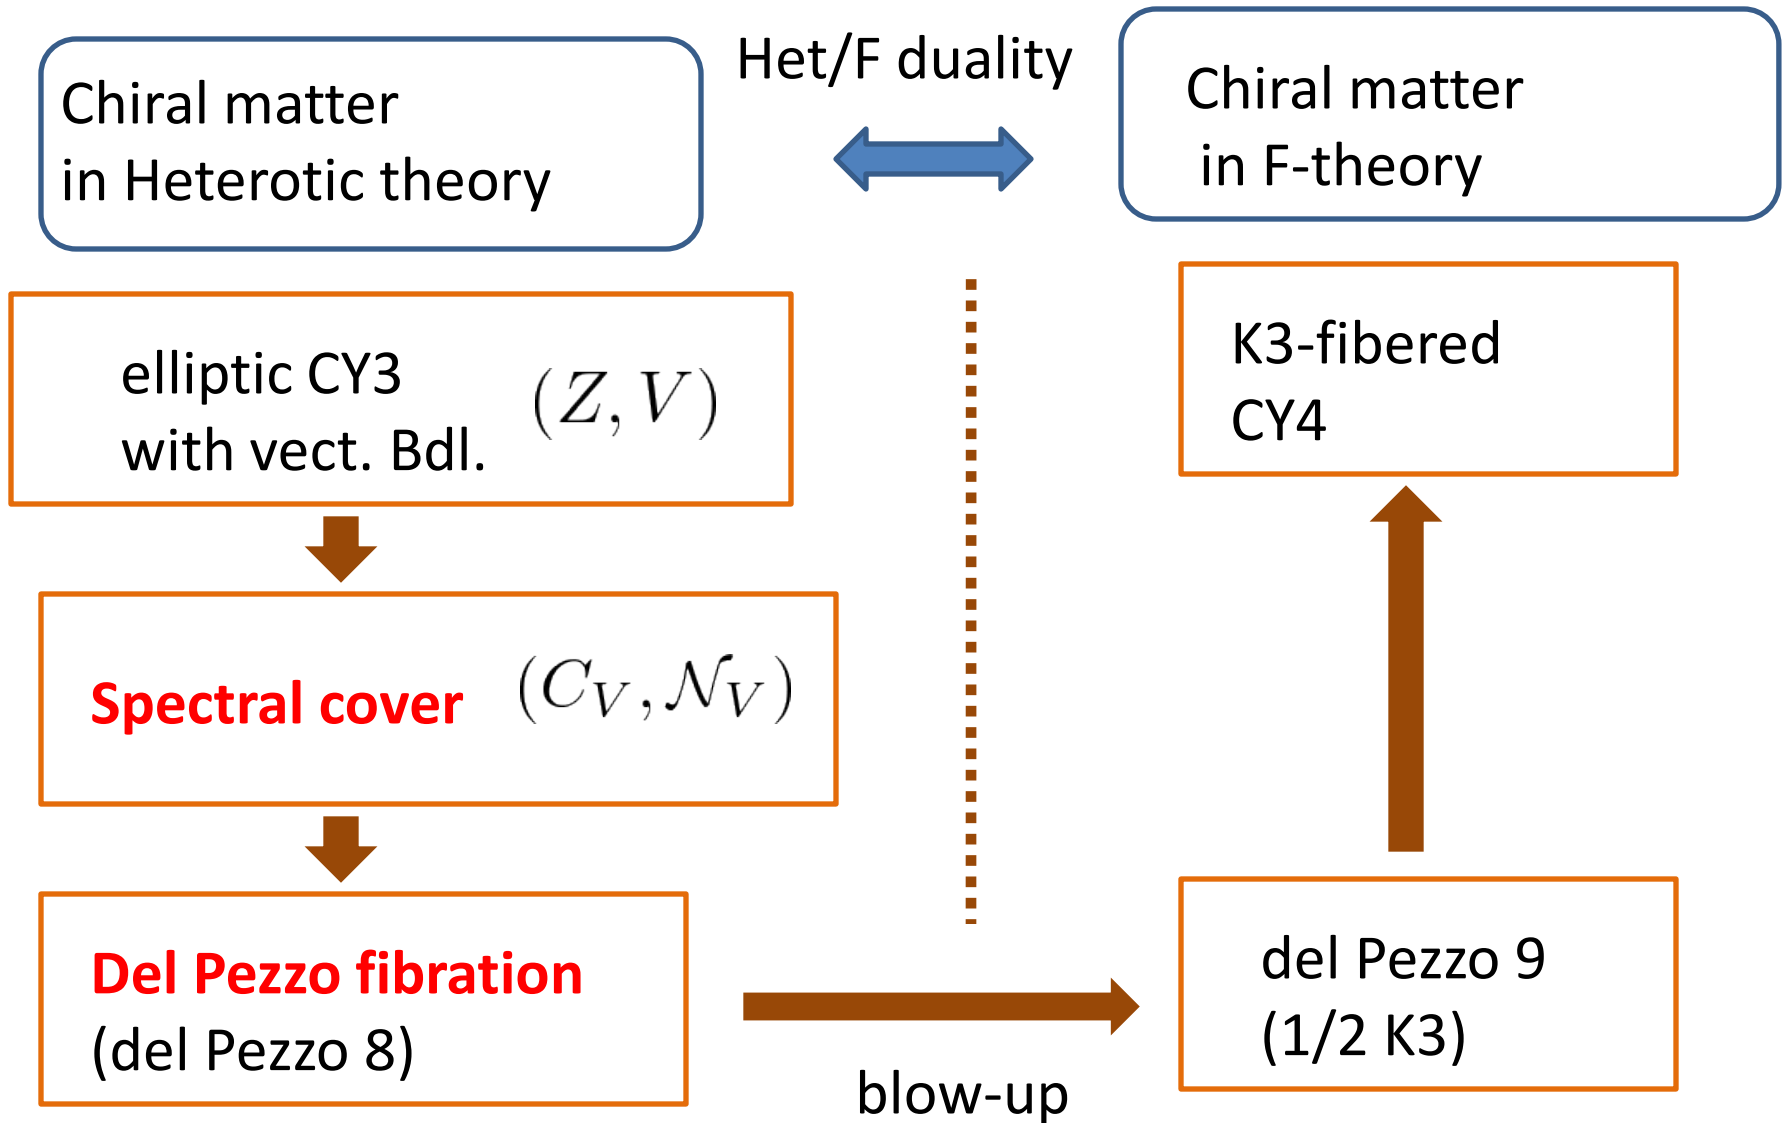 Chiral matter
in Heterotic theory
Het/F duality
Chiral matter
in F-theory
elliptic CY3
with vect. Bdl.
(Z, V)
K3-fibered
CY4
Spectral cover
(C_V, 𝒩_V)
Del Pezzo fibration
(del Pezzo 8)
blow-up
del Pezzo 9
(1/2 K3)